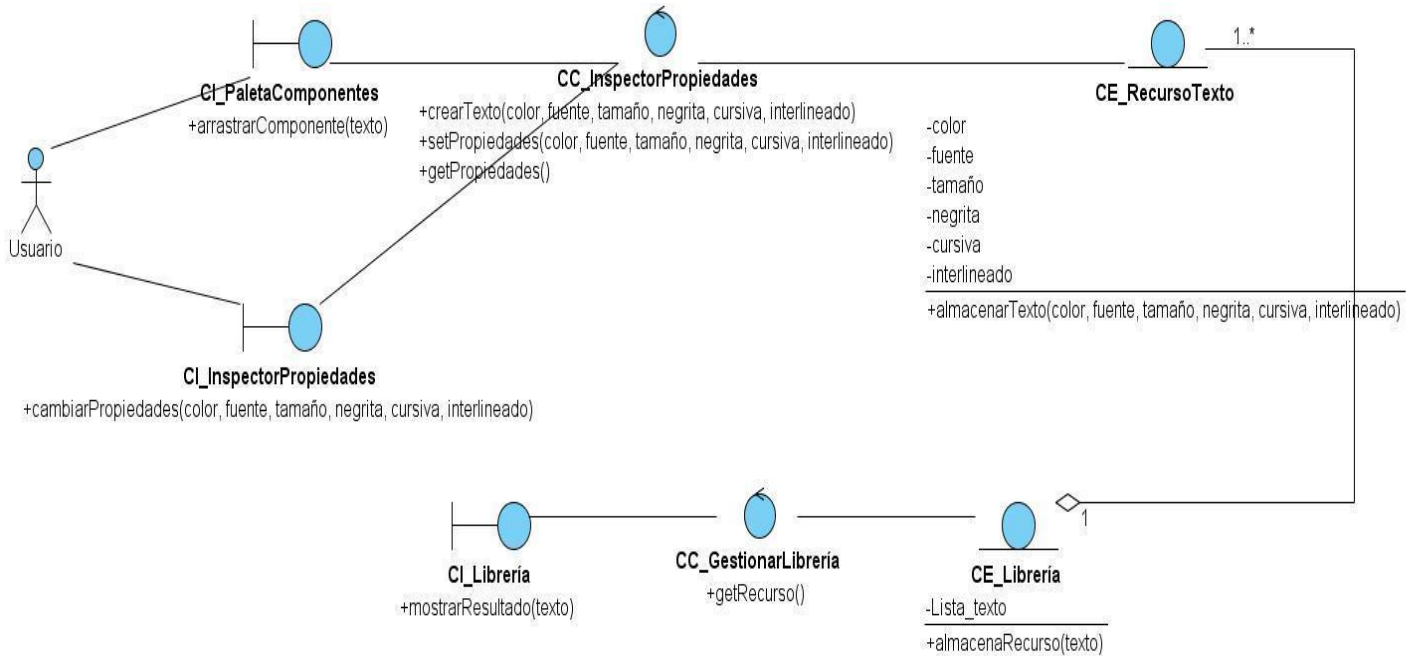 1..*
CI_PaletaComponentes
+arrastrarComponente(texto)
CC_InspectorPropiedades
+crearTexto(color, fuente, tamaño, negrita, cursiva, interlineado)
+setPropiedades(color, fuente, tamaño, negrita, cursiva, interlineado)
+getPropiedades()
CE_RecursoTexto
-color
-fuente
-tamaño
-negrita
-cursiva
-interlineado
+almacenarTexto(color, fuente, tamaño, negrita, cursiva, interlineado)
Usuario
CI_InspectorPropiedades
+cambiarPropiedades(color, fuente, tamaño, negrita, cursiva, interlineado)
CI_Librería
+mostrarResultado(texto)
CC_GestionarLibrería
+getRecurso()
1
CE_Librería
-Lista_texto
+almacenaRecurso(texto)